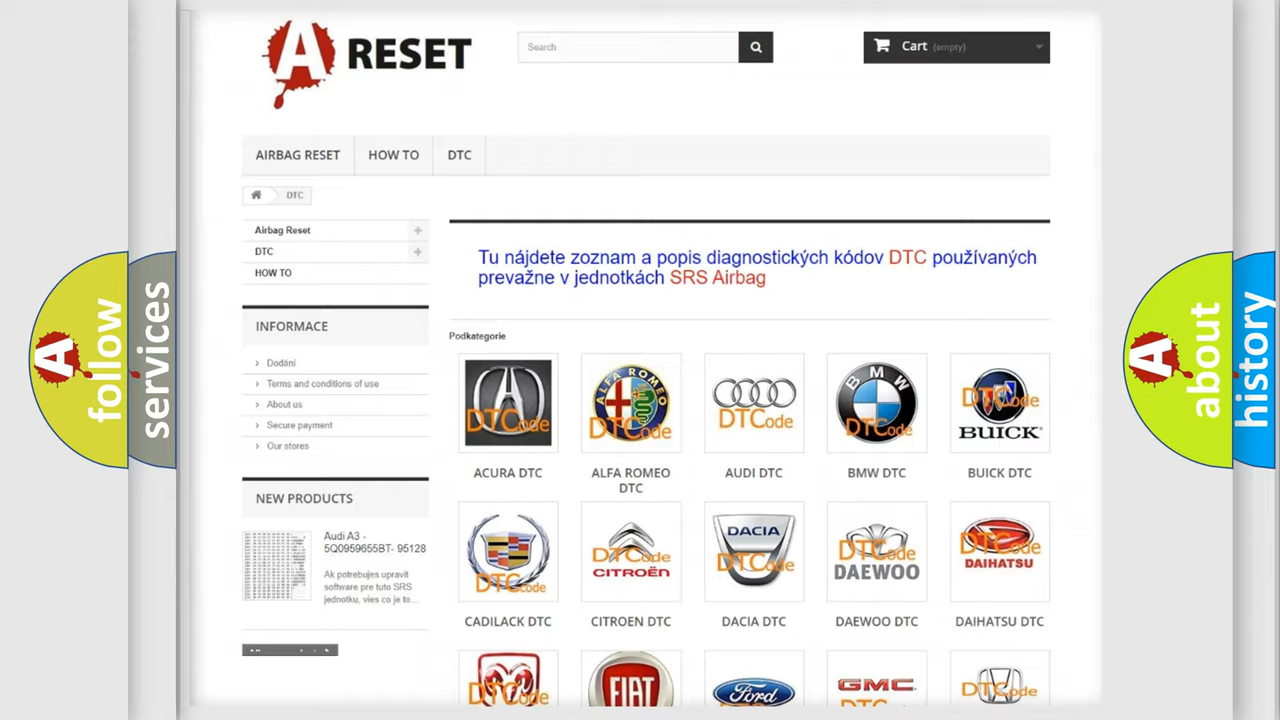 A RESET
Search
Cart (empty)
AIRBAG RESET
HOW TO
DTC
DTC
Airbag Reset
DTC
HOW TO
INFORMACE
Dodání
Terms and conditions of use
About us
Secure payment
Our stores
NEW PRODUCTS
Audi A3 -
5Q0959655BT- 95128
Ak potrebujes upravit
software pre tuto SRS
jednotku, vies co je to...
Tu nájdete zoznam a popis diagnostických kódov DTC používaných
prevažne v jednotkách SRS Airbag
Podkategorie
DTCode
ALFA ROMEO
DTCode
DTCode
BMW
DTCode
DTCode
BUICK
ACURA DTC
ALFA ROMEO
DTC
AUDI DTC
BMW DTC
BUICK DTC
DTCode
DTCode
CITROËN
DACIA
DTCode
DTCode
DAEWOO
DTCode
DAIHATSU
CADILACK DTC
CITROEN DTC
DACIA DTC
DAEWOO DTC
DAIHATSU DTC
DTCode
FIAT
Ford
GMC
DTCode
A follow
services
A about
history